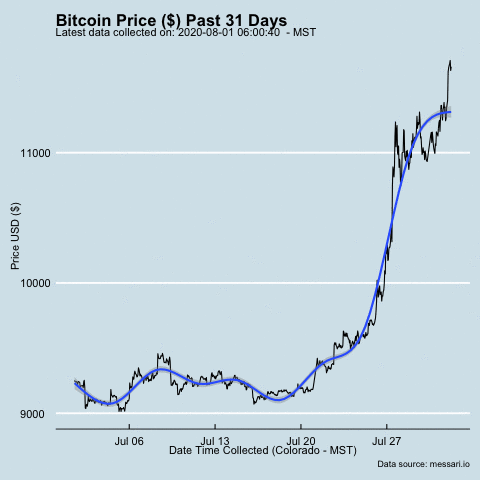 Bitcoin Price ($) Past 31 Days
Latest data collected on: 2020-08-01 06:00:40  - MST
11000
10000
9000
Price USD ($)
Jul 06 Jul 13 Jul 20 Jul 27
Date Time Collected (Colorado - MST)
Data source: messari.io